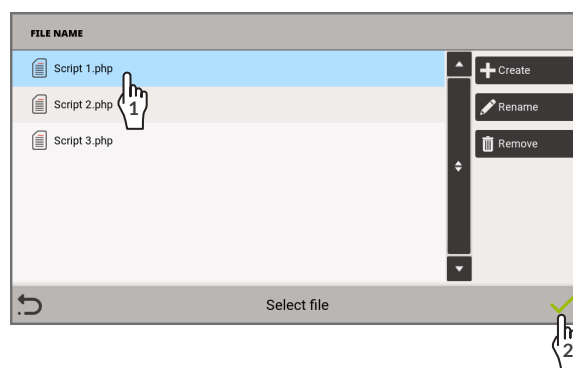 FILE NAME
Script 1.php
Create
1
Script 2.php
Rename
Script 3.php
Remove
Select file
2